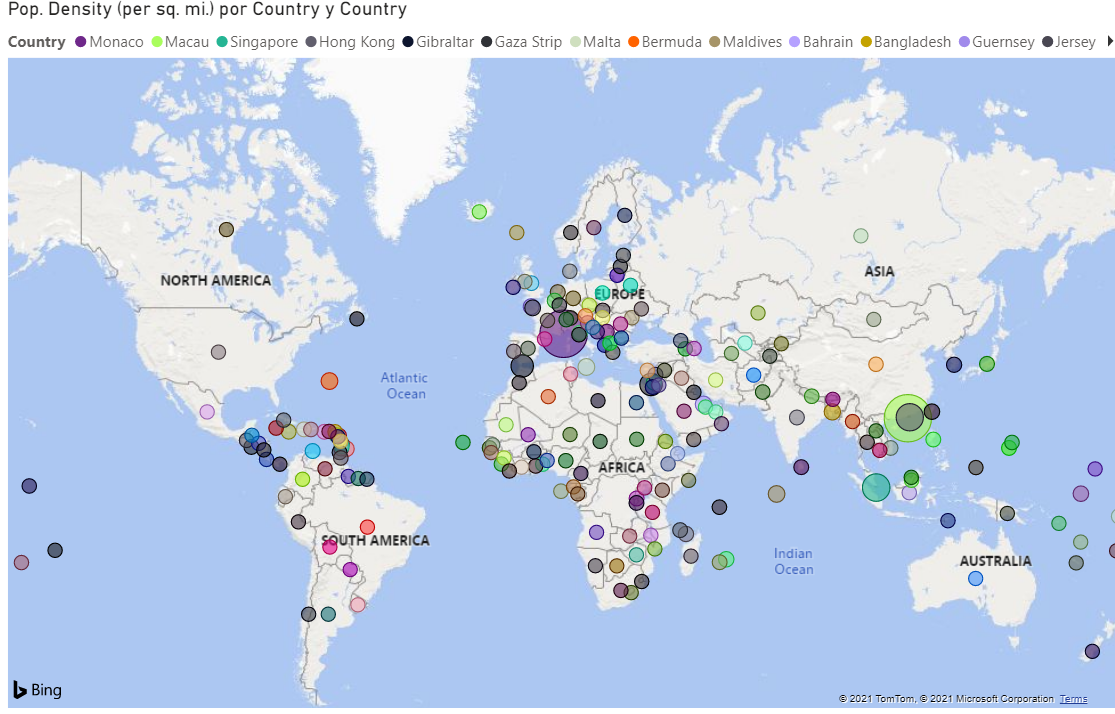 Pop. Density (per sq. mi.) por Country y Country
Country Monaco Macau Singapore Hong Kong Gibraltar Gaza Strip Malta Bermuda Maldives Bahrain Bangladesh Guernsey Jersey
NORTH AMERICA
ASIA
EUROPE
Atlantic
Ocean
AFRICA
SOUTH AMERICA
Indian
Ocean
AUSTRALIA
Bing
© 2021 TomTom, © 2021 Microsoft Corporation Terms